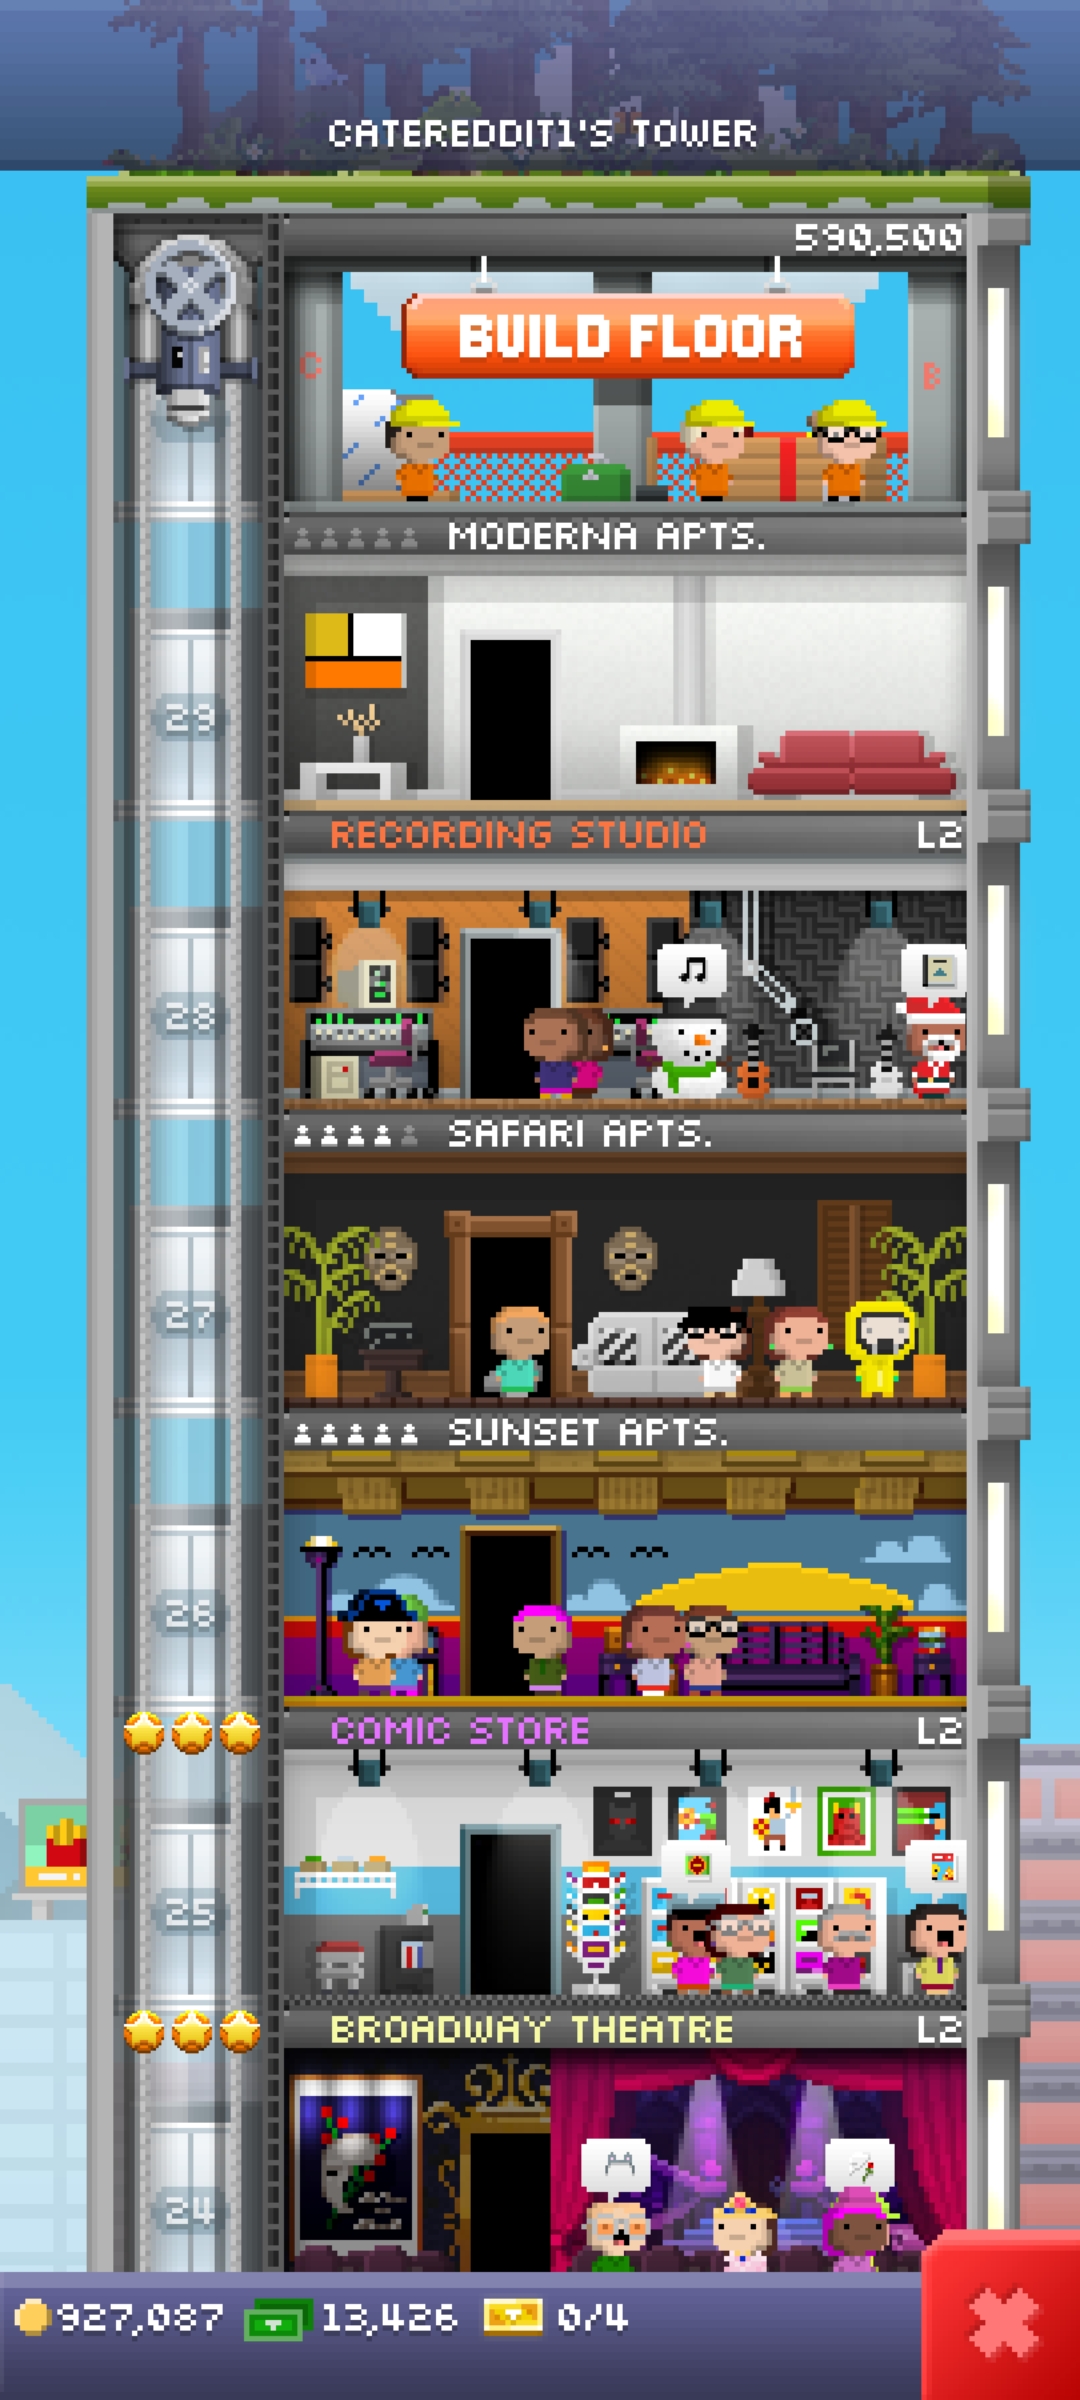 CATEREDDIT1'S TOWER
590,500
BUILD FLOOR
C
B
MODERNA APTS.
29
RECORDING STUDIO L2
28
SAFARI APTS.
27
SUNSET APTS.
26
COMIC STORE L2
25
BROADWAY THEATRE L2
24
927,087 13,426 0/4